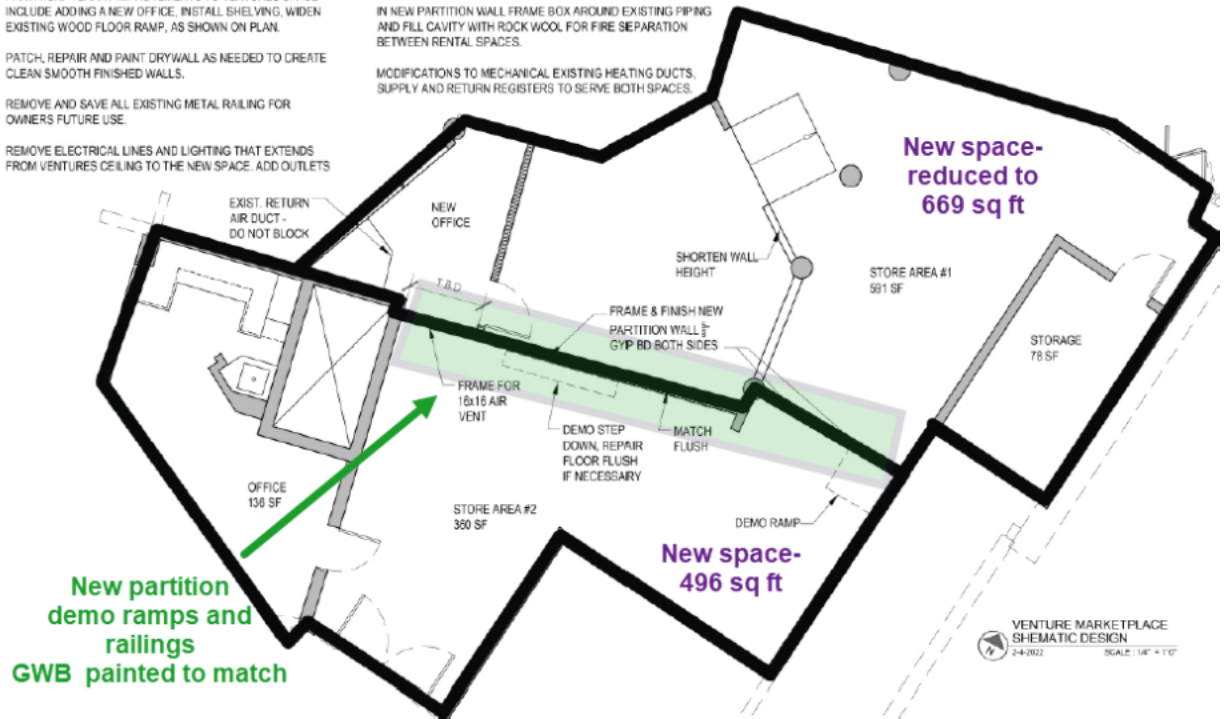 INCLUDE ADDING A NEW OFFICE, INSTALL SHELVING, WIDEN
EXISTING WOOD FLOOR RAMP, AS SHOWN ON PLAN.
PATCH, REPAIR AND PAINT DRYWALL AS NEEDED TO CREATE
CLEAN SMOOTH FINISHED WALLS.
REMOVE AND SAVE ALL EXISTING METAL RAILING FOR
OWNERS FUTURE USE.
REMOVE ELECTRICAL LINES AND LIGHTING THAT EXTENDS
FROM VENTURES CEILING TO THE NEW SPACE. ADD OUTLETS
IN NEW PARTITION WALL FRAME BOX AROUND EXISTING PIPING
AND FILL CAVITY WITH ROCK WOOL FOR FIRE SEPARATION
BETWEEN RENTAL SPACES.
MODIFICATIONS TO MECHANICAL EXISTING HEATING DUCTS,
SUPPLY AND RETURN REGISTERS TO SERVE BOTH SPACES.
New space-
reduced to
669 sq ft
EXIST. RETURN
AIR DUCT -
DO NOT BLOCK
NEW
OFFICE
SHORTEN WALL
HEIGHT
STORE AREA #1
591 SF
T.B.D
FRAME & FINISH NEW
PARTITION WALL
GYP BD BOTH SIDES
STORAGE
78 SF
FRAME FOR
16x16 AIR
VENT
DEMO STEP
DOWN, REPAIR
FLOOR FLUSH
IF NECESSAIRY
MATCH
FLUSH
OFFICE
136 SF
STORE AREA #2
360 SF
DEMO RAMP
New space-
496 sq ft
New partition
demo ramps and
railings
GWB painted to match
N
VENTURE MARKETPLACE
SHEMATIC DESIGN
2-4-2022
SCALE : 1/4" = 1'0"